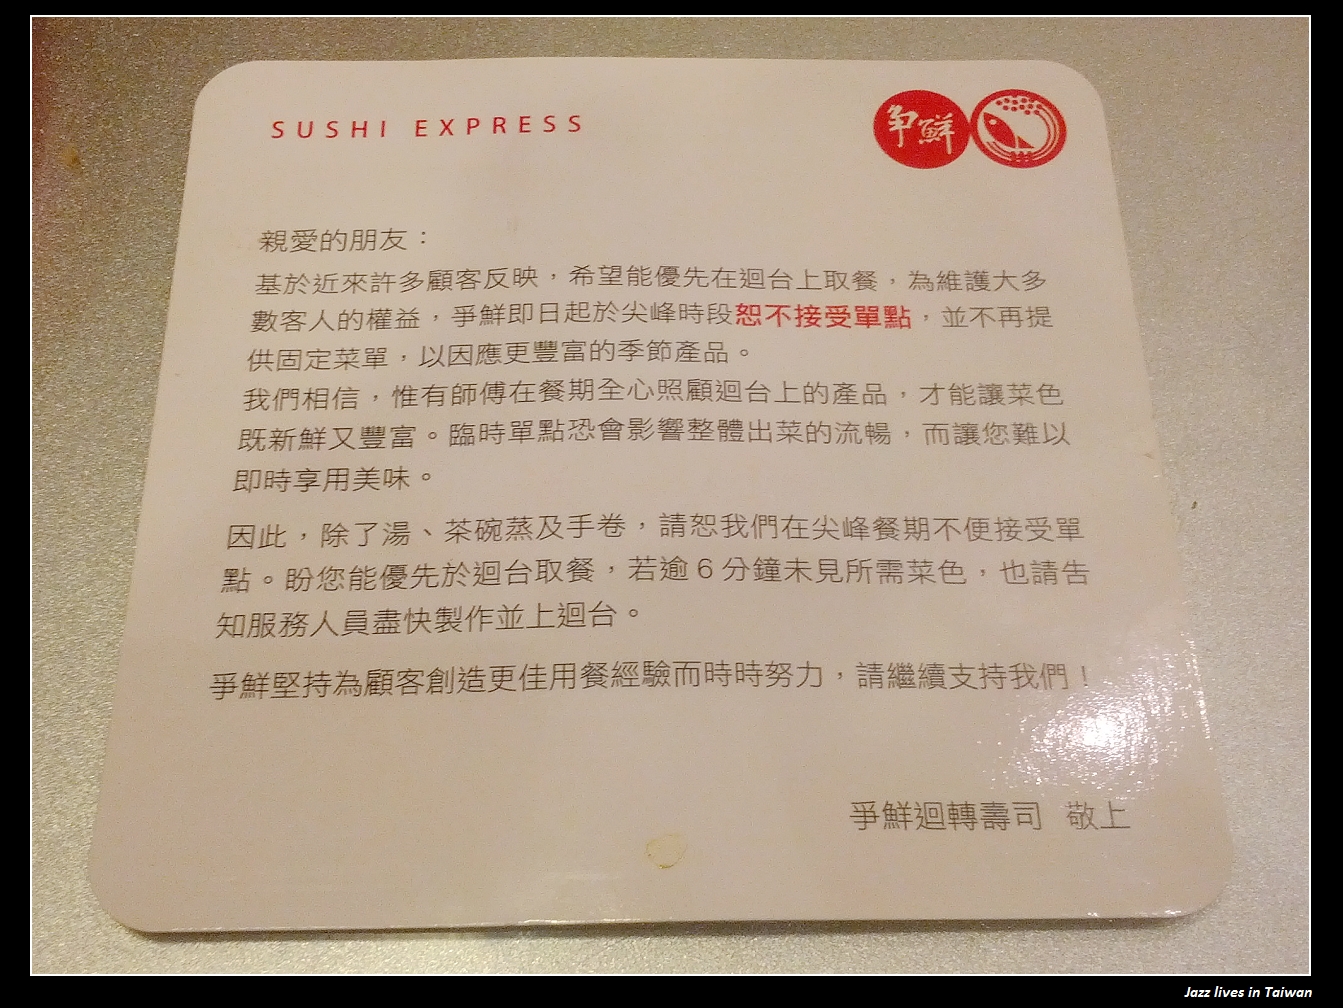 SUSHI EXPRESS
爭鮮
親愛的朋友：
基於近來許多顧客反映，希望能優先在迴台上取餐，為維護大多
數客人的權益，爭鮮即日起於尖峰時段恕不接受單點，並不再提
供固定菜單，以因應更豐富的季節產品。
我們相信，惟有師傅在餐期全心照顧迴台上的產品，才能讓菜色
既新鮮又豐富。臨時單點恐會影響整體出菜的流暢，而讓您難以
即時享用美味。
因此，除了湯、茶碗蒸及手卷，請恕我們在尖峰餐期不便接受單
點。盼您能優先於迴台取餐，若逾6分鐘未見所需菜色，也請告
知服務人員盡快製作並上迴台。
爭鮮堅持為顧客創造更佳用餐經驗而時時努力，請繼續支持我們！
爭鮮迴轉壽司 敬上
Jazz lives in Taiwan